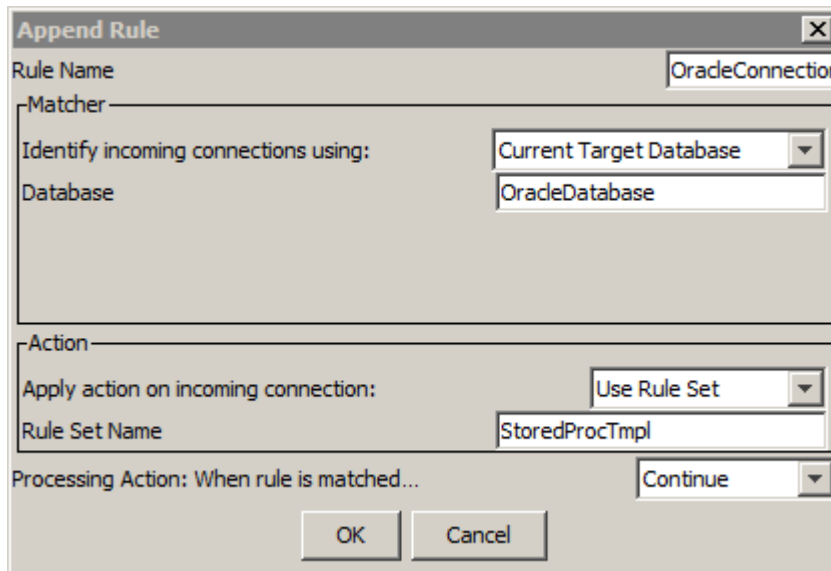 Append Rule
Rule Name OracleConnection
Matcher
Identify incoming connections using: Current Target Database
Database OracleDatabase
Action
Apply action on incoming connection: Use Rule Set
Rule Set Name StoredProcTmpl
Processing Action: When rule is matched... Continue
OK Cancel